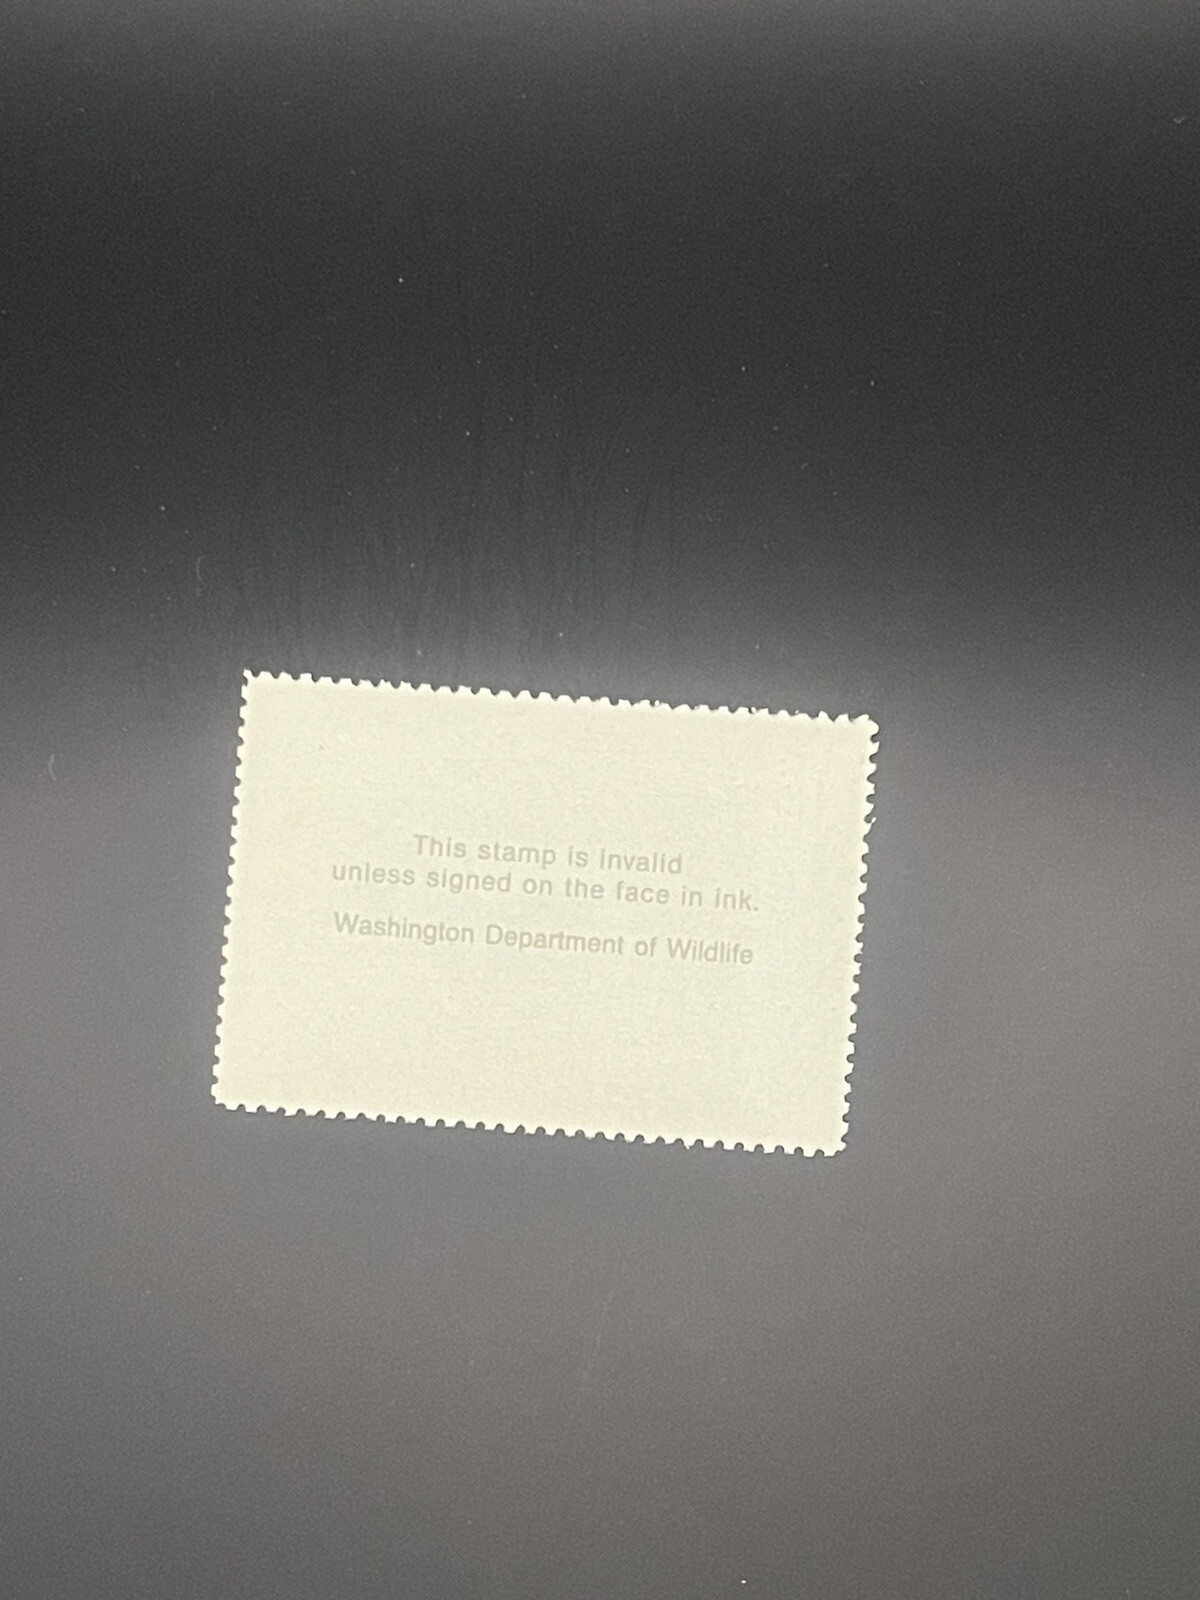 This stamp is invalid
unless signed on the face in ink.
Washington Department of Wildlife